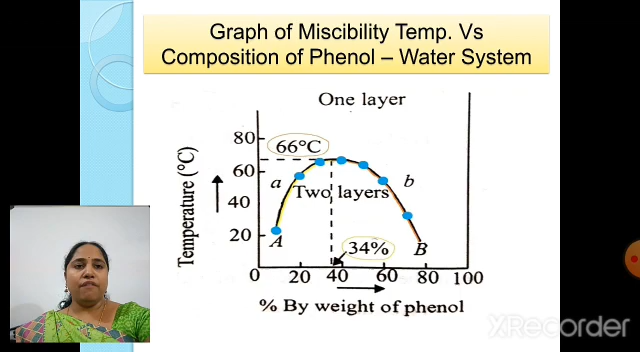 Graph of Miscibility Temp. Vs
Composition of Phenol – Water System
One layer
80
66°C
60
a
Two layers
b
40
20
A
34%
B
0 20 40 60 80 100
Temperature (°C)
% By weight of phenol
XRecorder